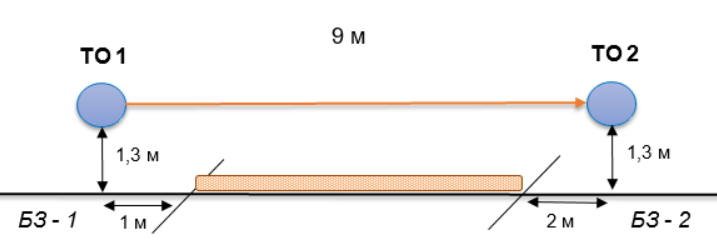 9 м
ТО 1
ТО 2
1,3 м
1,3 м
БЗ - 1
1 м
2 м
БЗ - 2